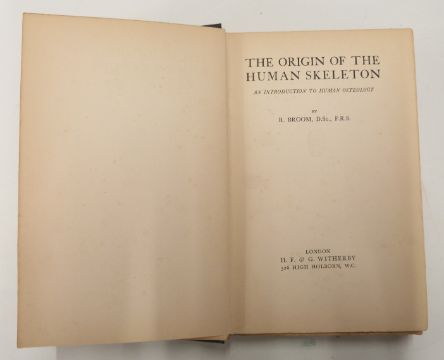 THE ORIGIN OF THE
HUMAN SKELETON
AN INTRODUCTION TO HUMAN OSTEOLOGY
BY
R. BROOM, D.Sc., F.R.S.
LONDON
H. F. & G. WITHERBY
326 HIGH HOLBORN, W.C.